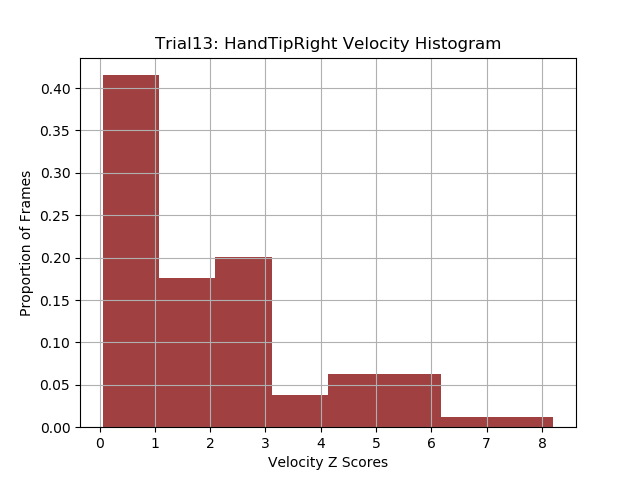 Trial13: HandTipRight Velocity Histogram
0.40
0.35
0.30
0.25
0.20
0.15
0.10
0.05
0.00
Proportion of Frames
0 1 2 3 4 5 6 7 8
Velocity Z Scores